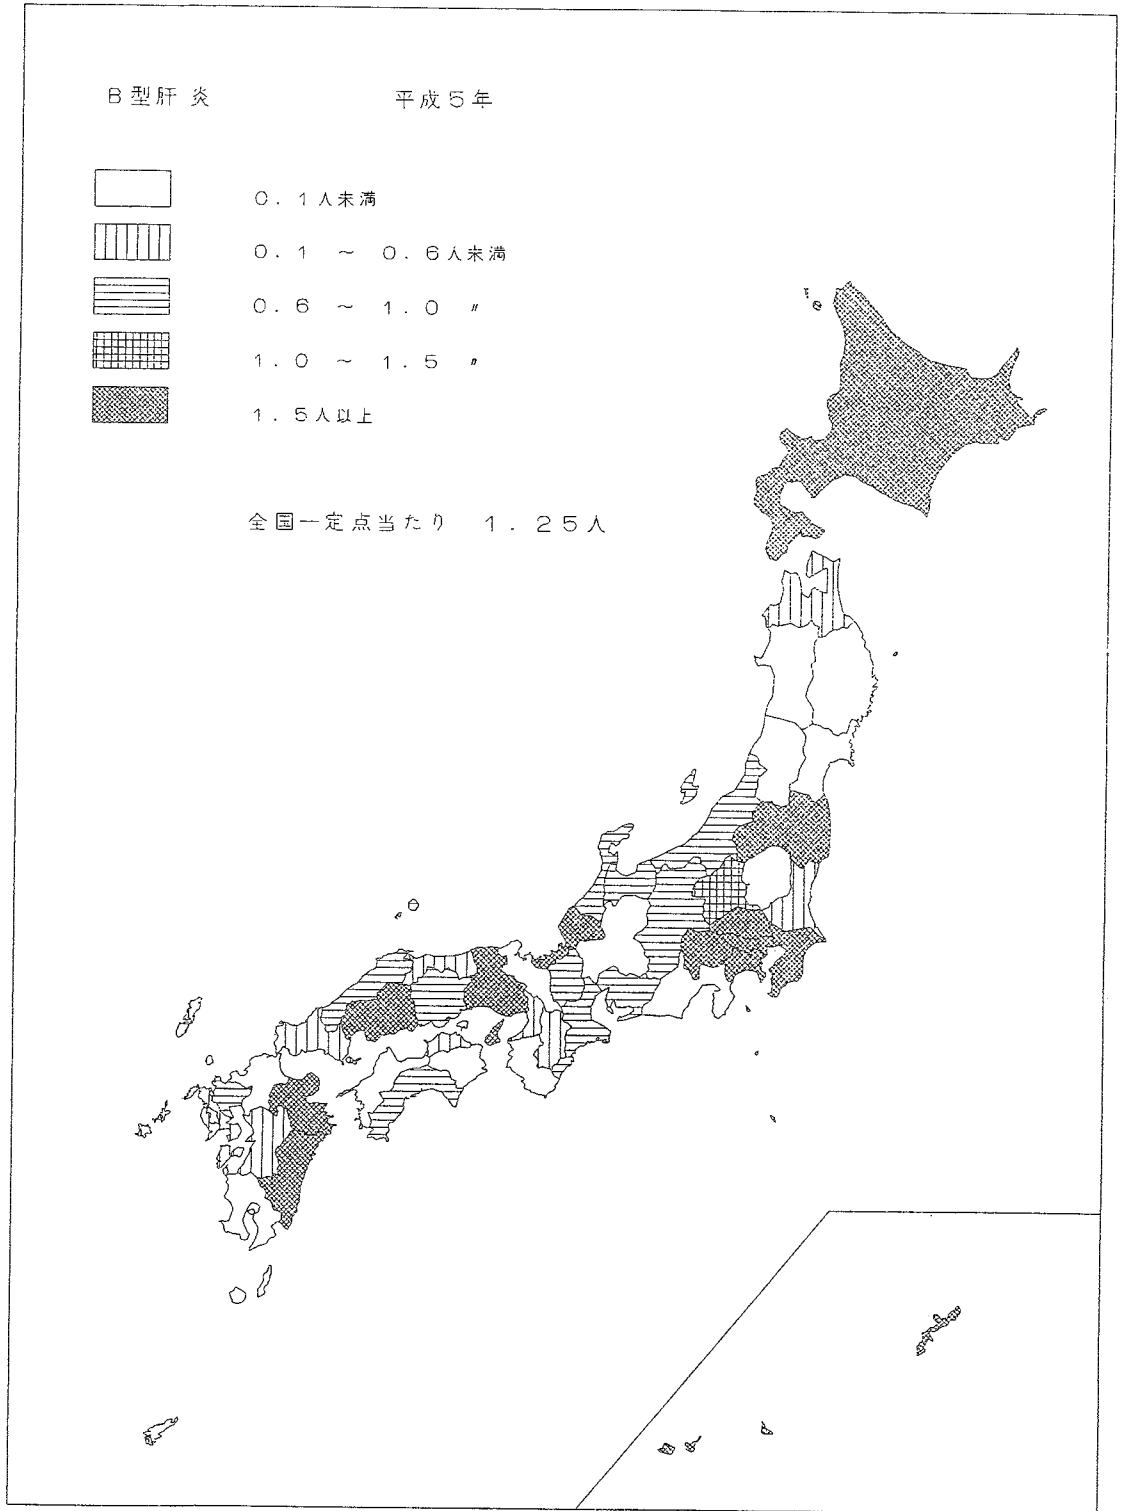 B型肝炎 平成5年
0.1人未満
0.1 ～ 0.6人未満
0.6 ～ 1.0 〃
1.0 ～ 1.5 〃
1.5人以上
全国一定点当たり 1.25人